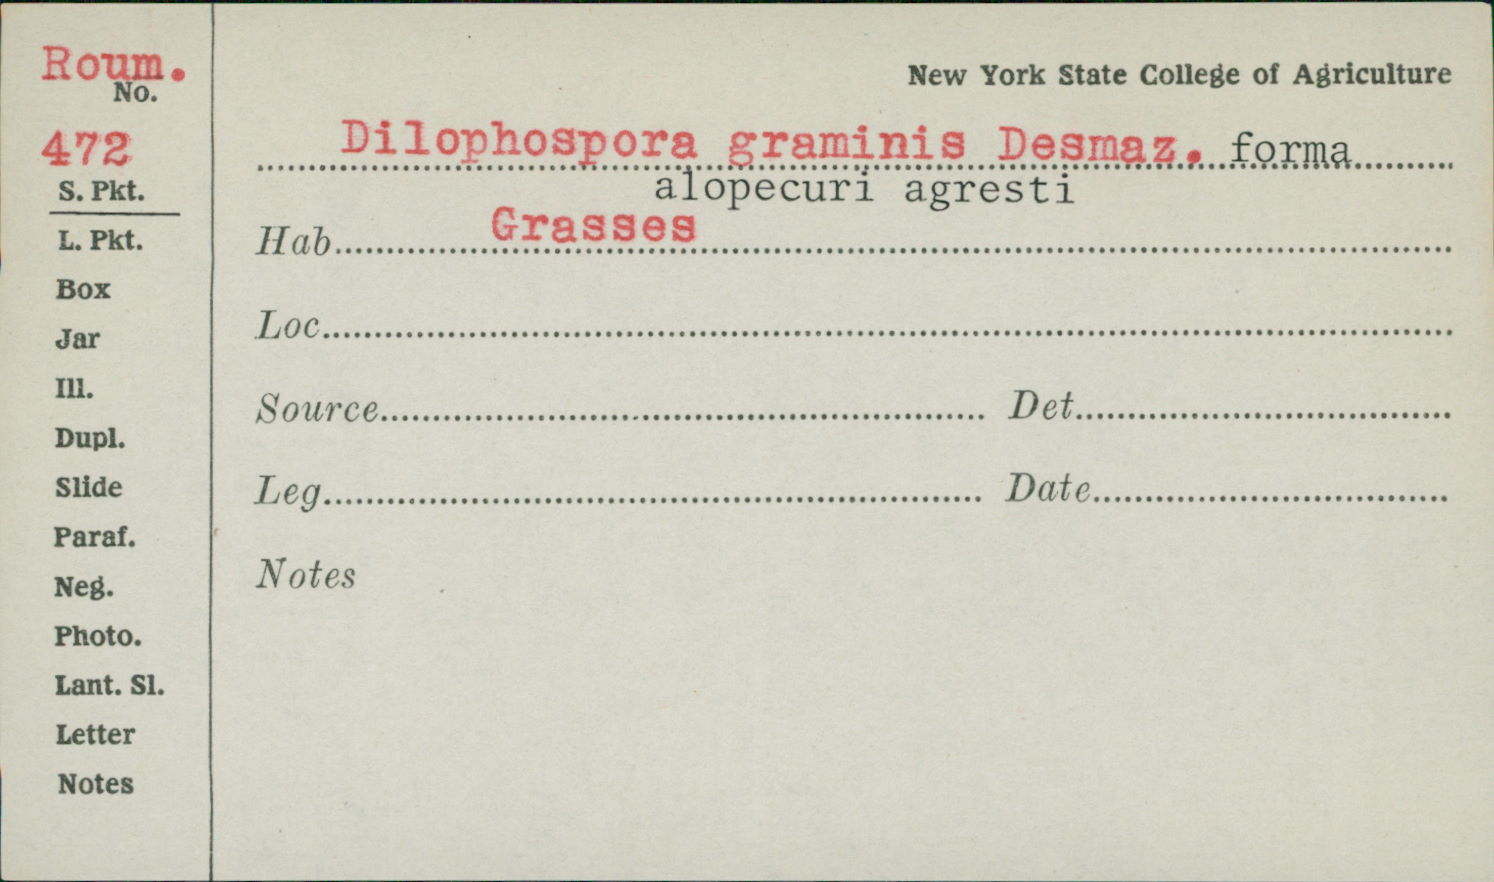 Roum.
No.
472
S. Pkt.
L. Pkt.
Box
Jar
Ill.
Dupl.
Slide
Paraf.
Neg.
Photo.
Lant. Sl.
Letter
Notes
New York State College of Agriculture
Dilophospora graminis Desmaz. forma
alopecuri agresti
Hab. Grasses
Loc.
Source
Det.
Leg.
Date
Notes